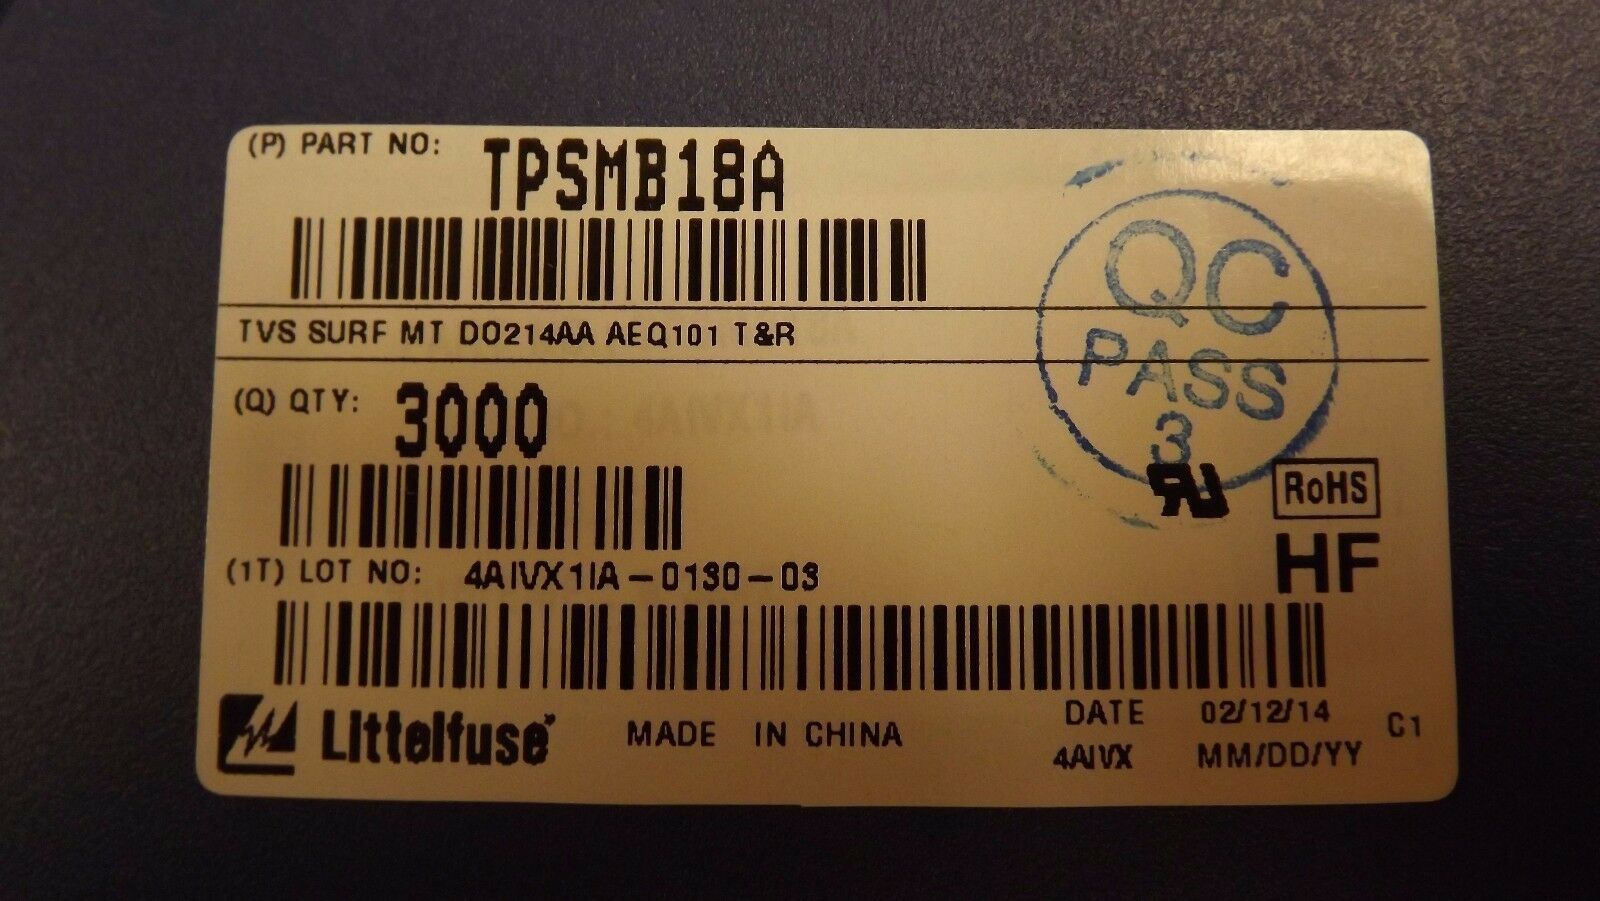 (P) PART NO: TPSMB18A
TVS SURF MT DO214AA AEQ101 T&R
(Q) QTY: 3000
QC
PASS
3
RU
RoHS
HF
(1T) LOT NO: 4AIVX1IA-0130-03
Littelfuse
MADE IN CHINA
DATE 02/12/14
4AIVX MM/DD/YY
C1